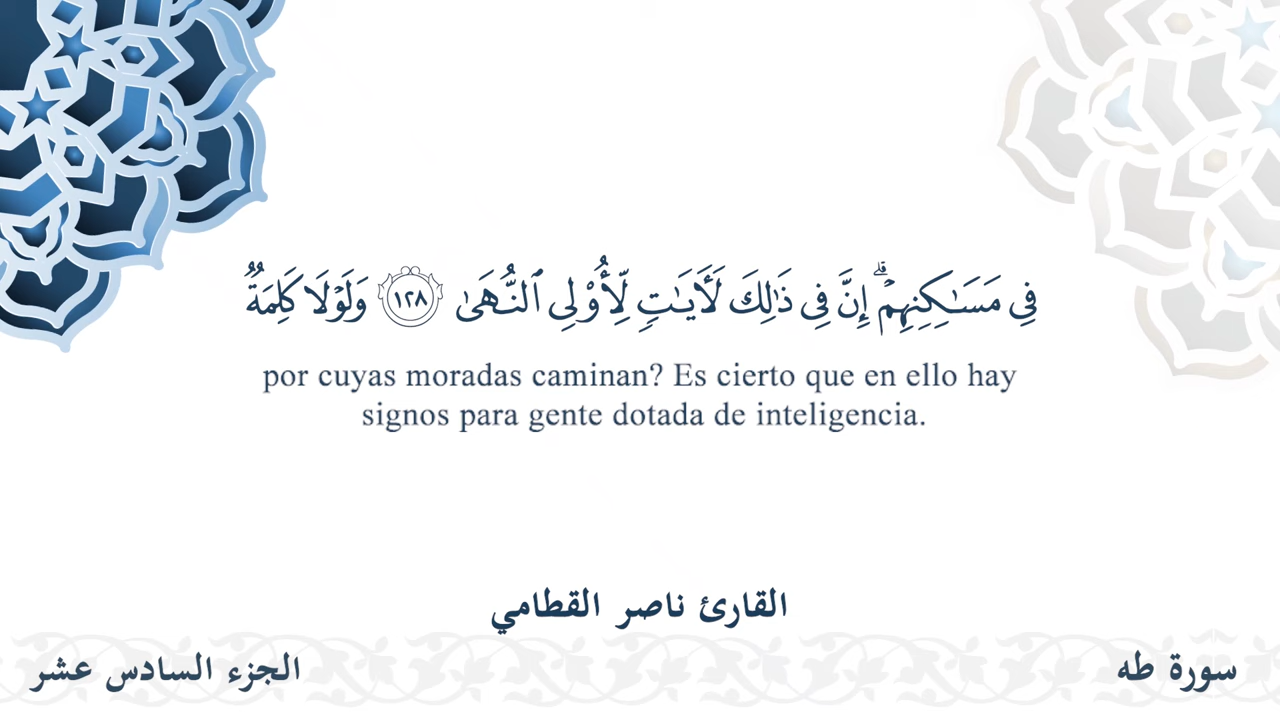 فِي مَسَٰكِنِهِمْۗ إِنَّ فِي ذَٰلِكَ لَأٓيَٰتٖ لِّأُوْلِي ٱلنُّهَىٰ ١٢٨ وَلَوۡلَا كَلِمَةٞ
por cuyas moradas caminan? Es cierto que en ello hay
signos para gente dotada de inteligencia.
القارئ ناصر القطامي
سورة طه
الجزء السادس عشر